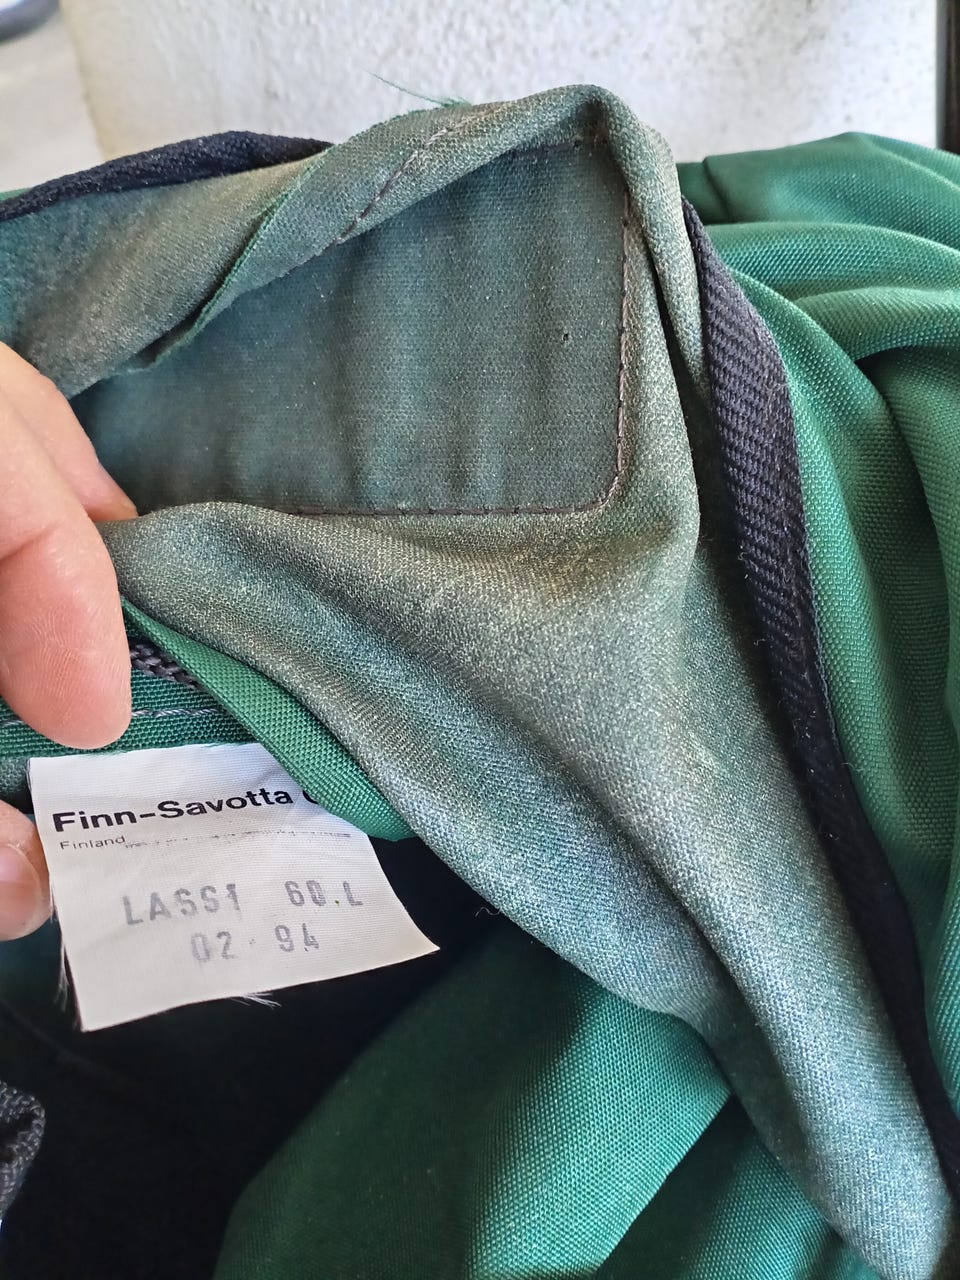 Finn-Savotta
Finland
LASSI 60.L
02 94